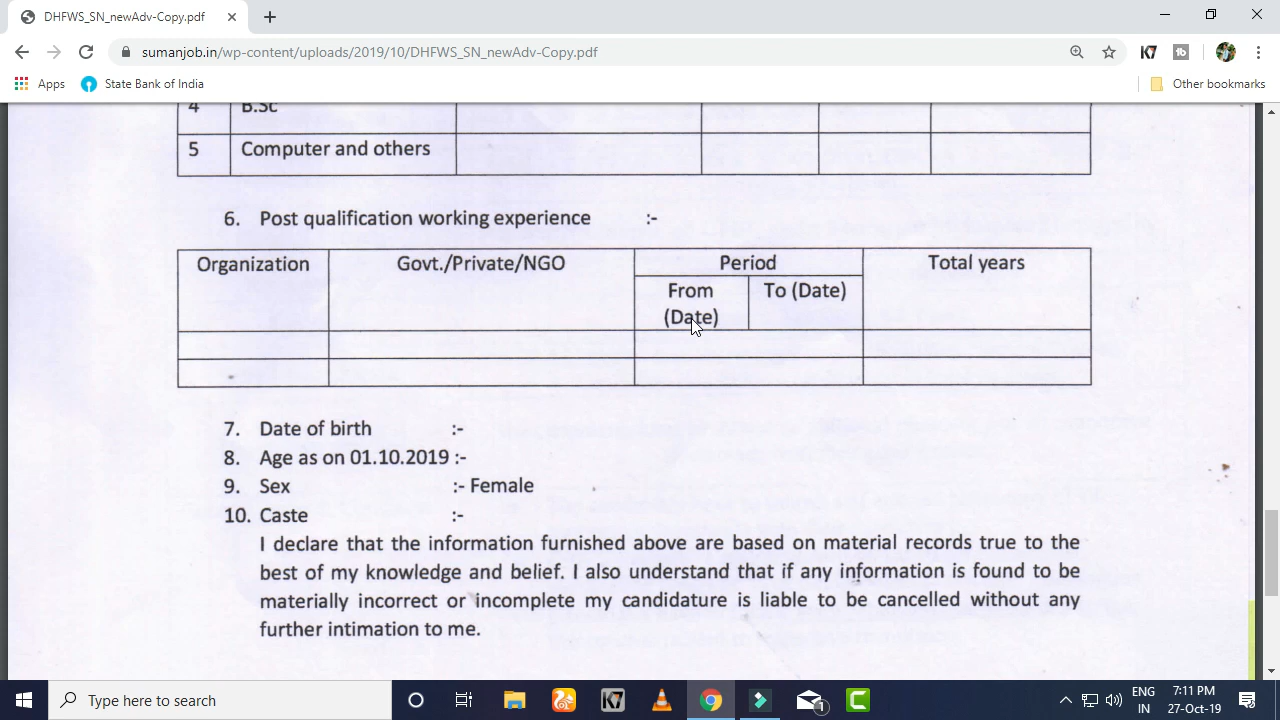 DHFWS_SN_newAdv-Copy.pdf
sumanjob.in/wp-content/uploads/2019/10/DHFWS_SN_newAdv-Copy.pdf
K7
tb
Apps
State Bank of India
Other bookmarks
4 B.Sc
5 Computer and others
6. Post qualification working experience :-
Organization Govt./Private/NGO Period Total years
From (Date) To (Date)
7. Date of birth :-
8. Age as on 01.10.2019 :-
9. Sex :- Female
10. Caste :-
I declare that the information furnished above are based on material records true to the
best of my knowledge and belief. I also understand that if any information is found to be
materially incorrect or incomplete my candidature is liable to be cancelled without any
further intimation to me.
Type here to search
K7
1
C
ENG
IN
7:11 PM
27-Oct-19